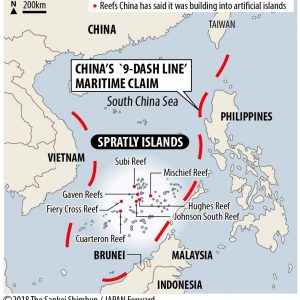 N
200km
• Reefs China has said it was building into artificial islands
CHINA
TAIWAN
CHINA'S `9-DASH LINE'
MARITIME CLAIM
South China Sea
PHILIPPINES
SPRATLY ISLANDS
VIETNAM
Subi Reef
Mischief Reef
Gaven Reefs
Fiery Cross Reef
Hughes Reef
Johnson South Reef
Cuarteron Reef
BRUNEI
MALAYSIA
INDONESIA
©2018 The Sankei Shimbun / JAPAN Forward